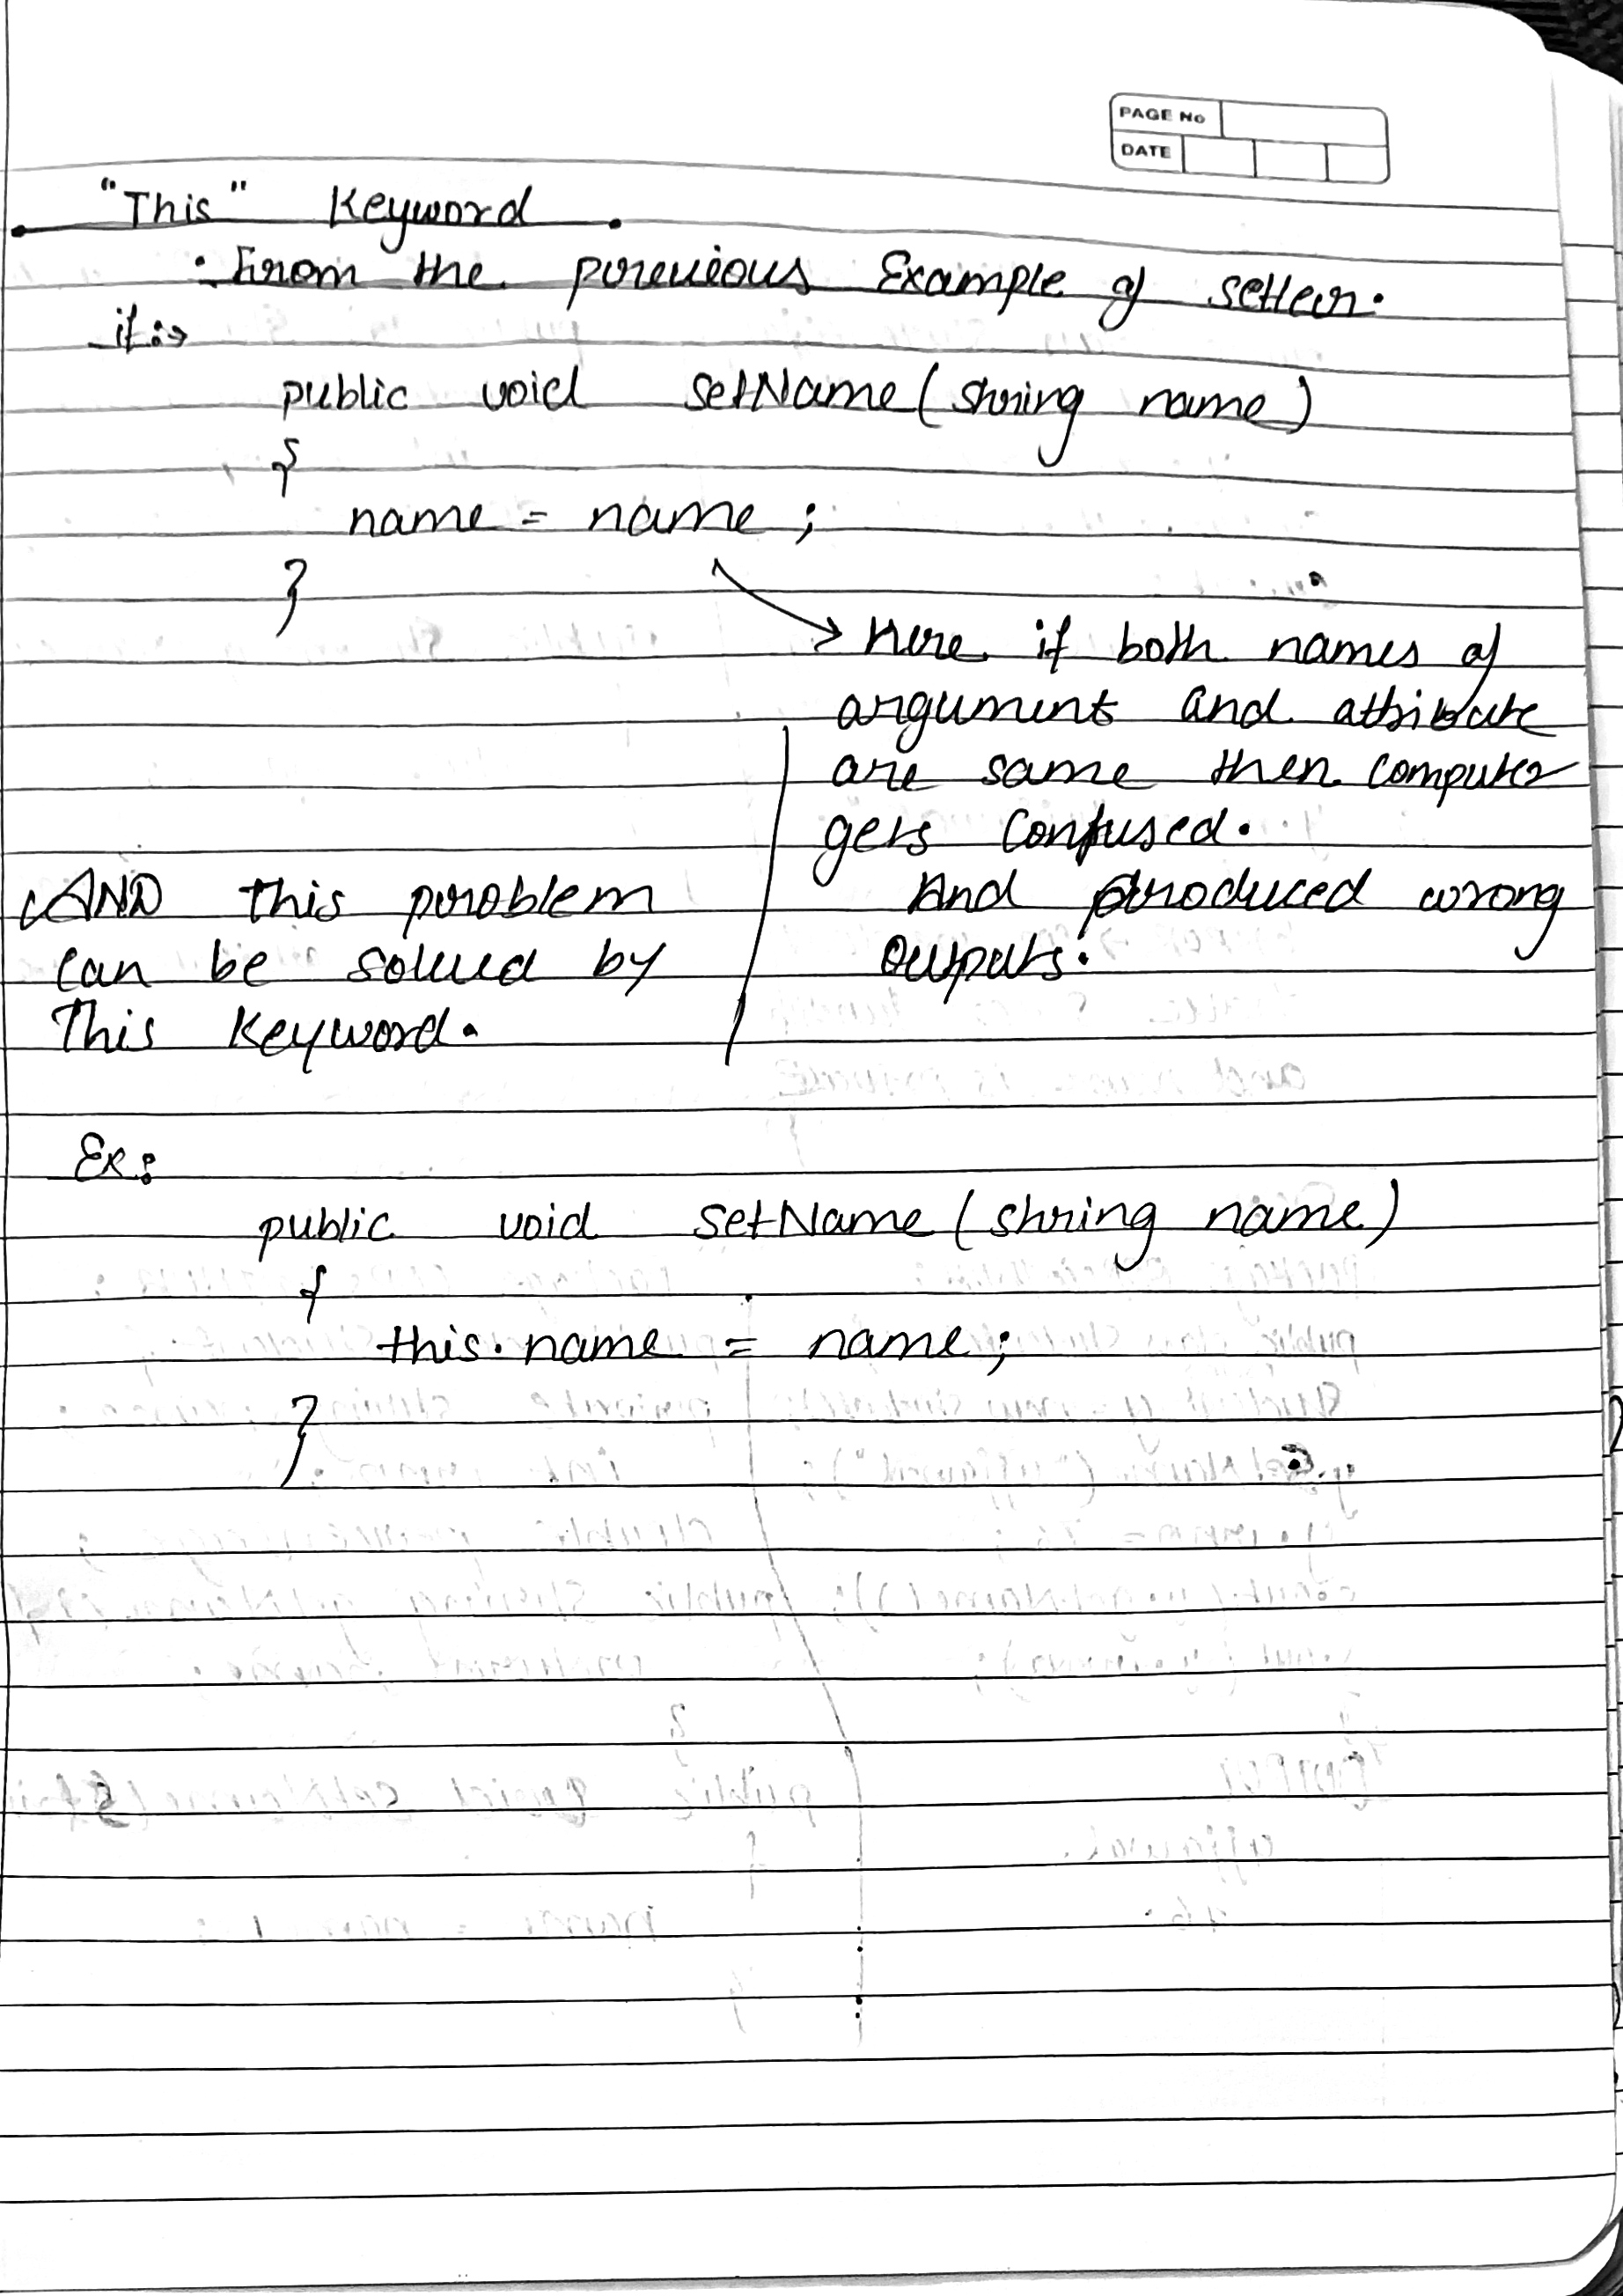 PAGE No
DATE
"This" Keyword
• From the previous Example of setter.
if :→
public void setName(string name)
{
name = name ;
}
→ Here if both names of
argument and attribute
are same then computer
gets confused.
And produced wrong
outputs.
AND this problem
can be solved by
This Keyword.
Ex:
public void setName (string name)
{
this.name = name;
}